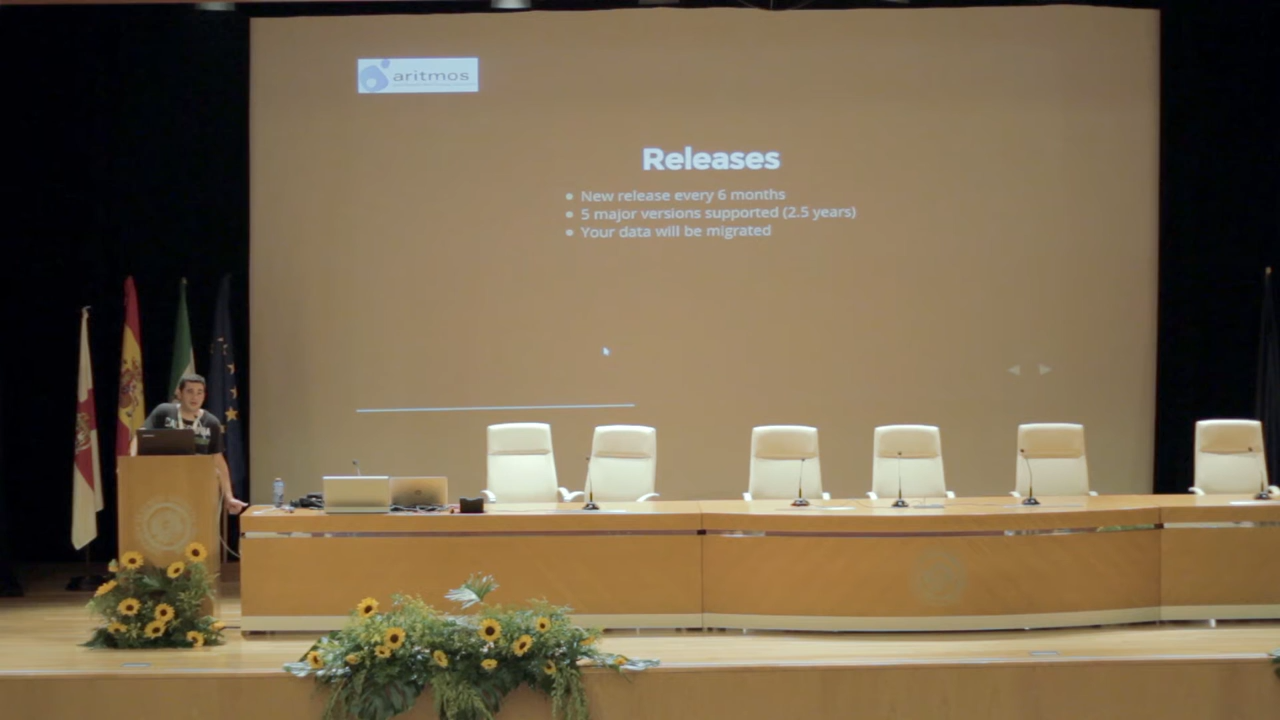 aritmos
Releases
New release every 6 months
5 major versions supported (2.5 years)
Your data will be migrated